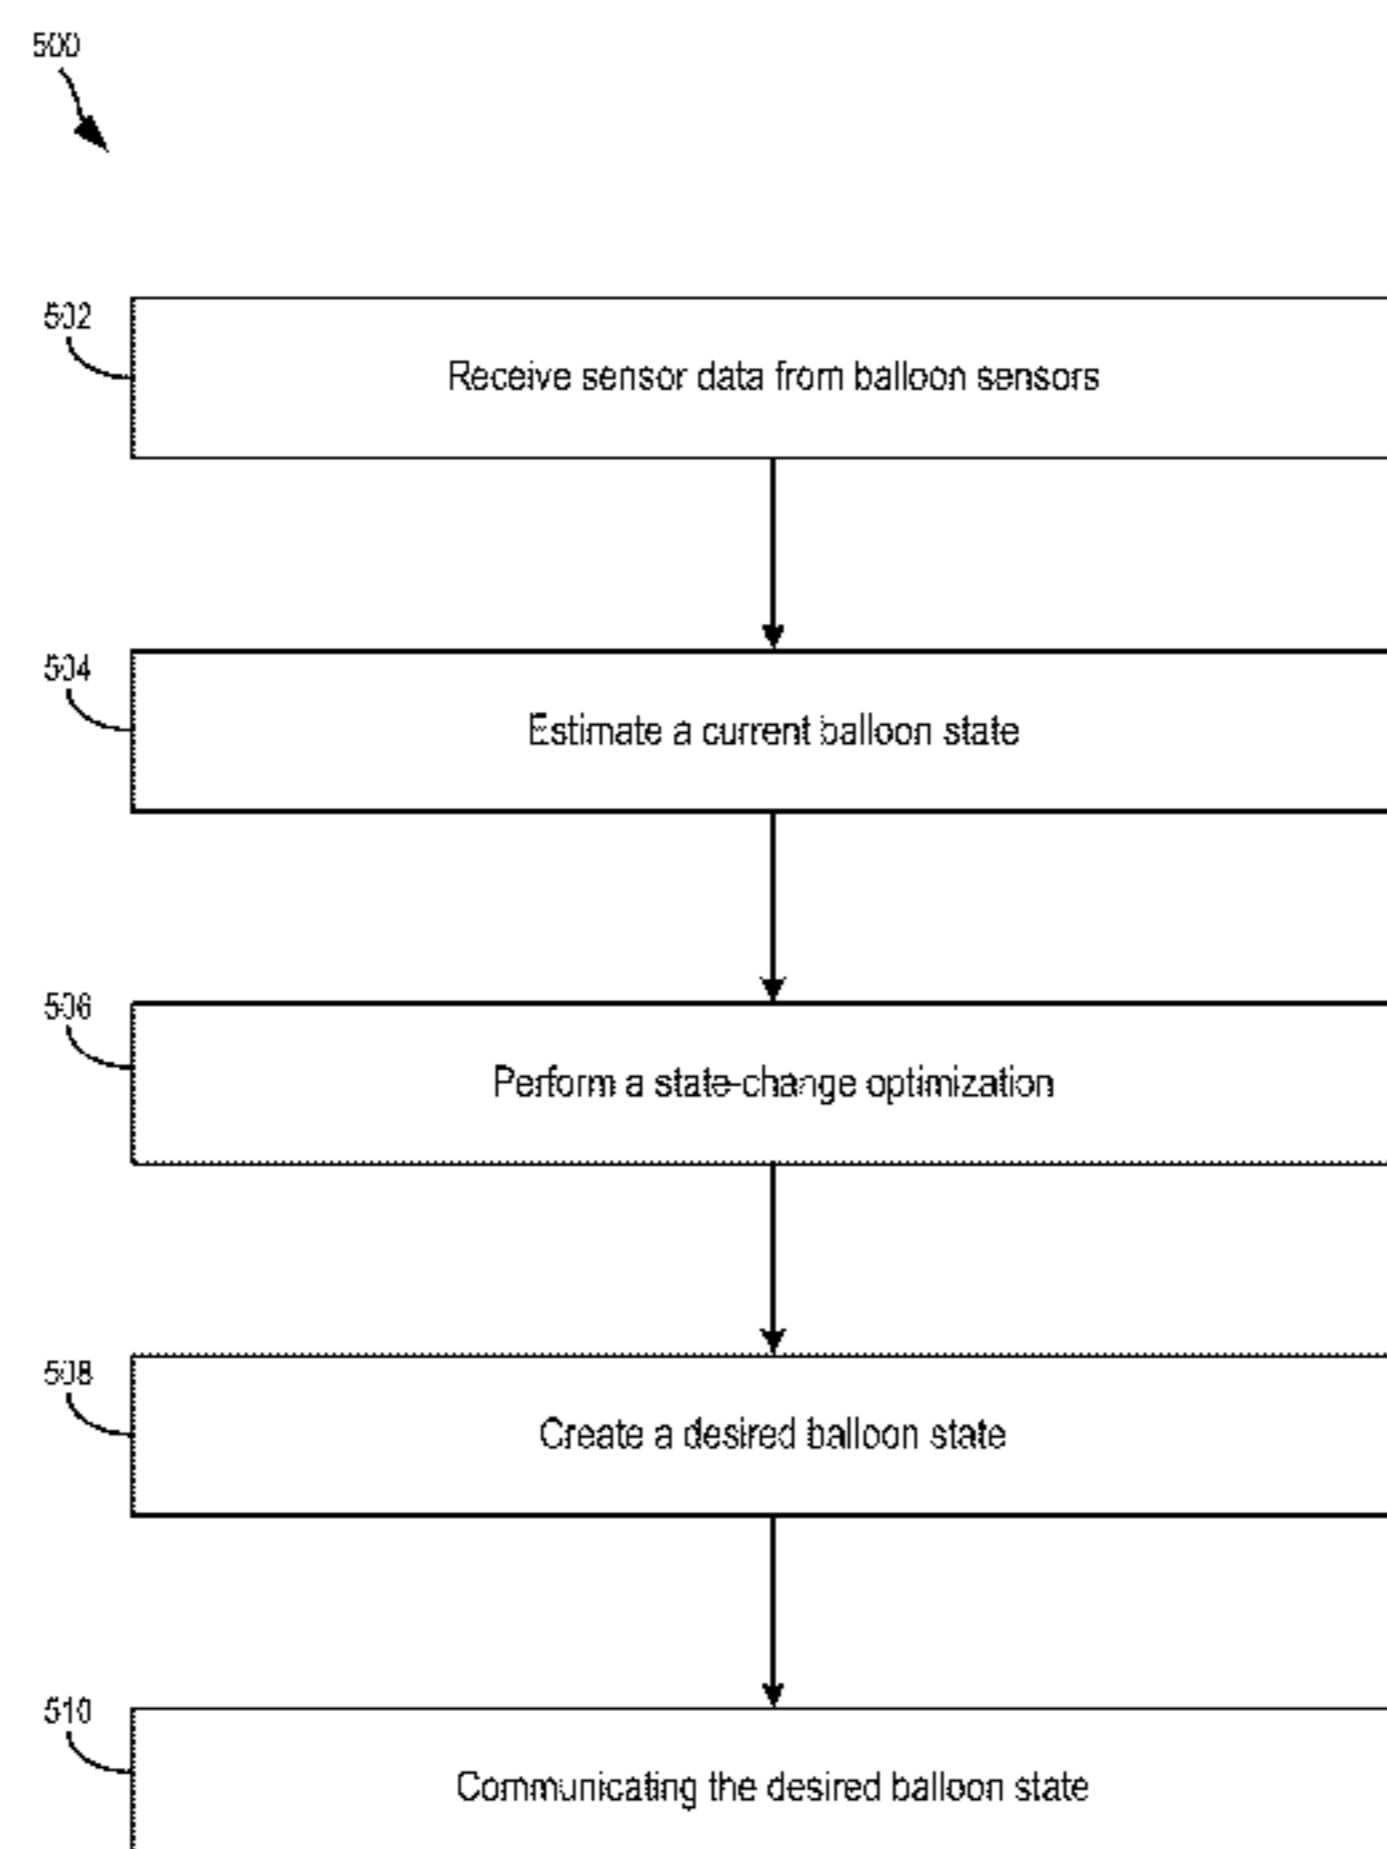 500
502
Receive sensor data from balloon sensors
504
Estimate a current balloon state
506
Perform a state-change optimization
508
Create a desired balloon state
510
Communicating the desired balloon state